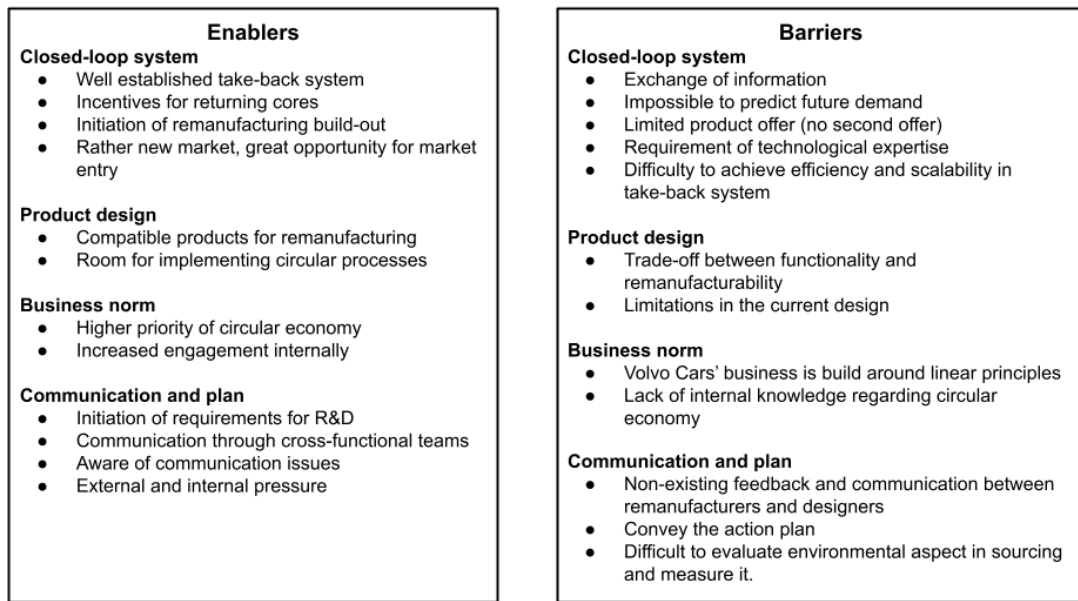 Enablers
Closed-loop system
● Well established take-back system
● Incentives for returning cores
● Initiation of remanufacturing build-out
● Rather new market, great opportunity for market
entry
Product design
● Compatible products for remanufacturing
● Room for implementing circular processes
Business norm
● Higher priority of circular economy
● Increased engagement internally
Communication and plan
● Initiation of requirements for R&D
● Communication through cross-functional teams
● Aware of communication issues
● External and internal pressure
Barriers
Closed-loop system
● Exchange of information
● Impossible to predict future demand
● Limited product offer (no second offer)
● Requirement of technological expertise
● Difficulty to achieve efficiency and scalability in
take-back system
Product design
● Trade-off between functionality and
remanufacturability
● Limitations in the current design
Business norm
● Volvo Cars' business is build around linear principles
● Lack of internal knowledge regarding circular
economy
Communication and plan
● Non-existing feedback and communication between
remanufacturers and designers
● Convey the action plan
● Difficult to evaluate environmental aspect in sourcing
and measure it.